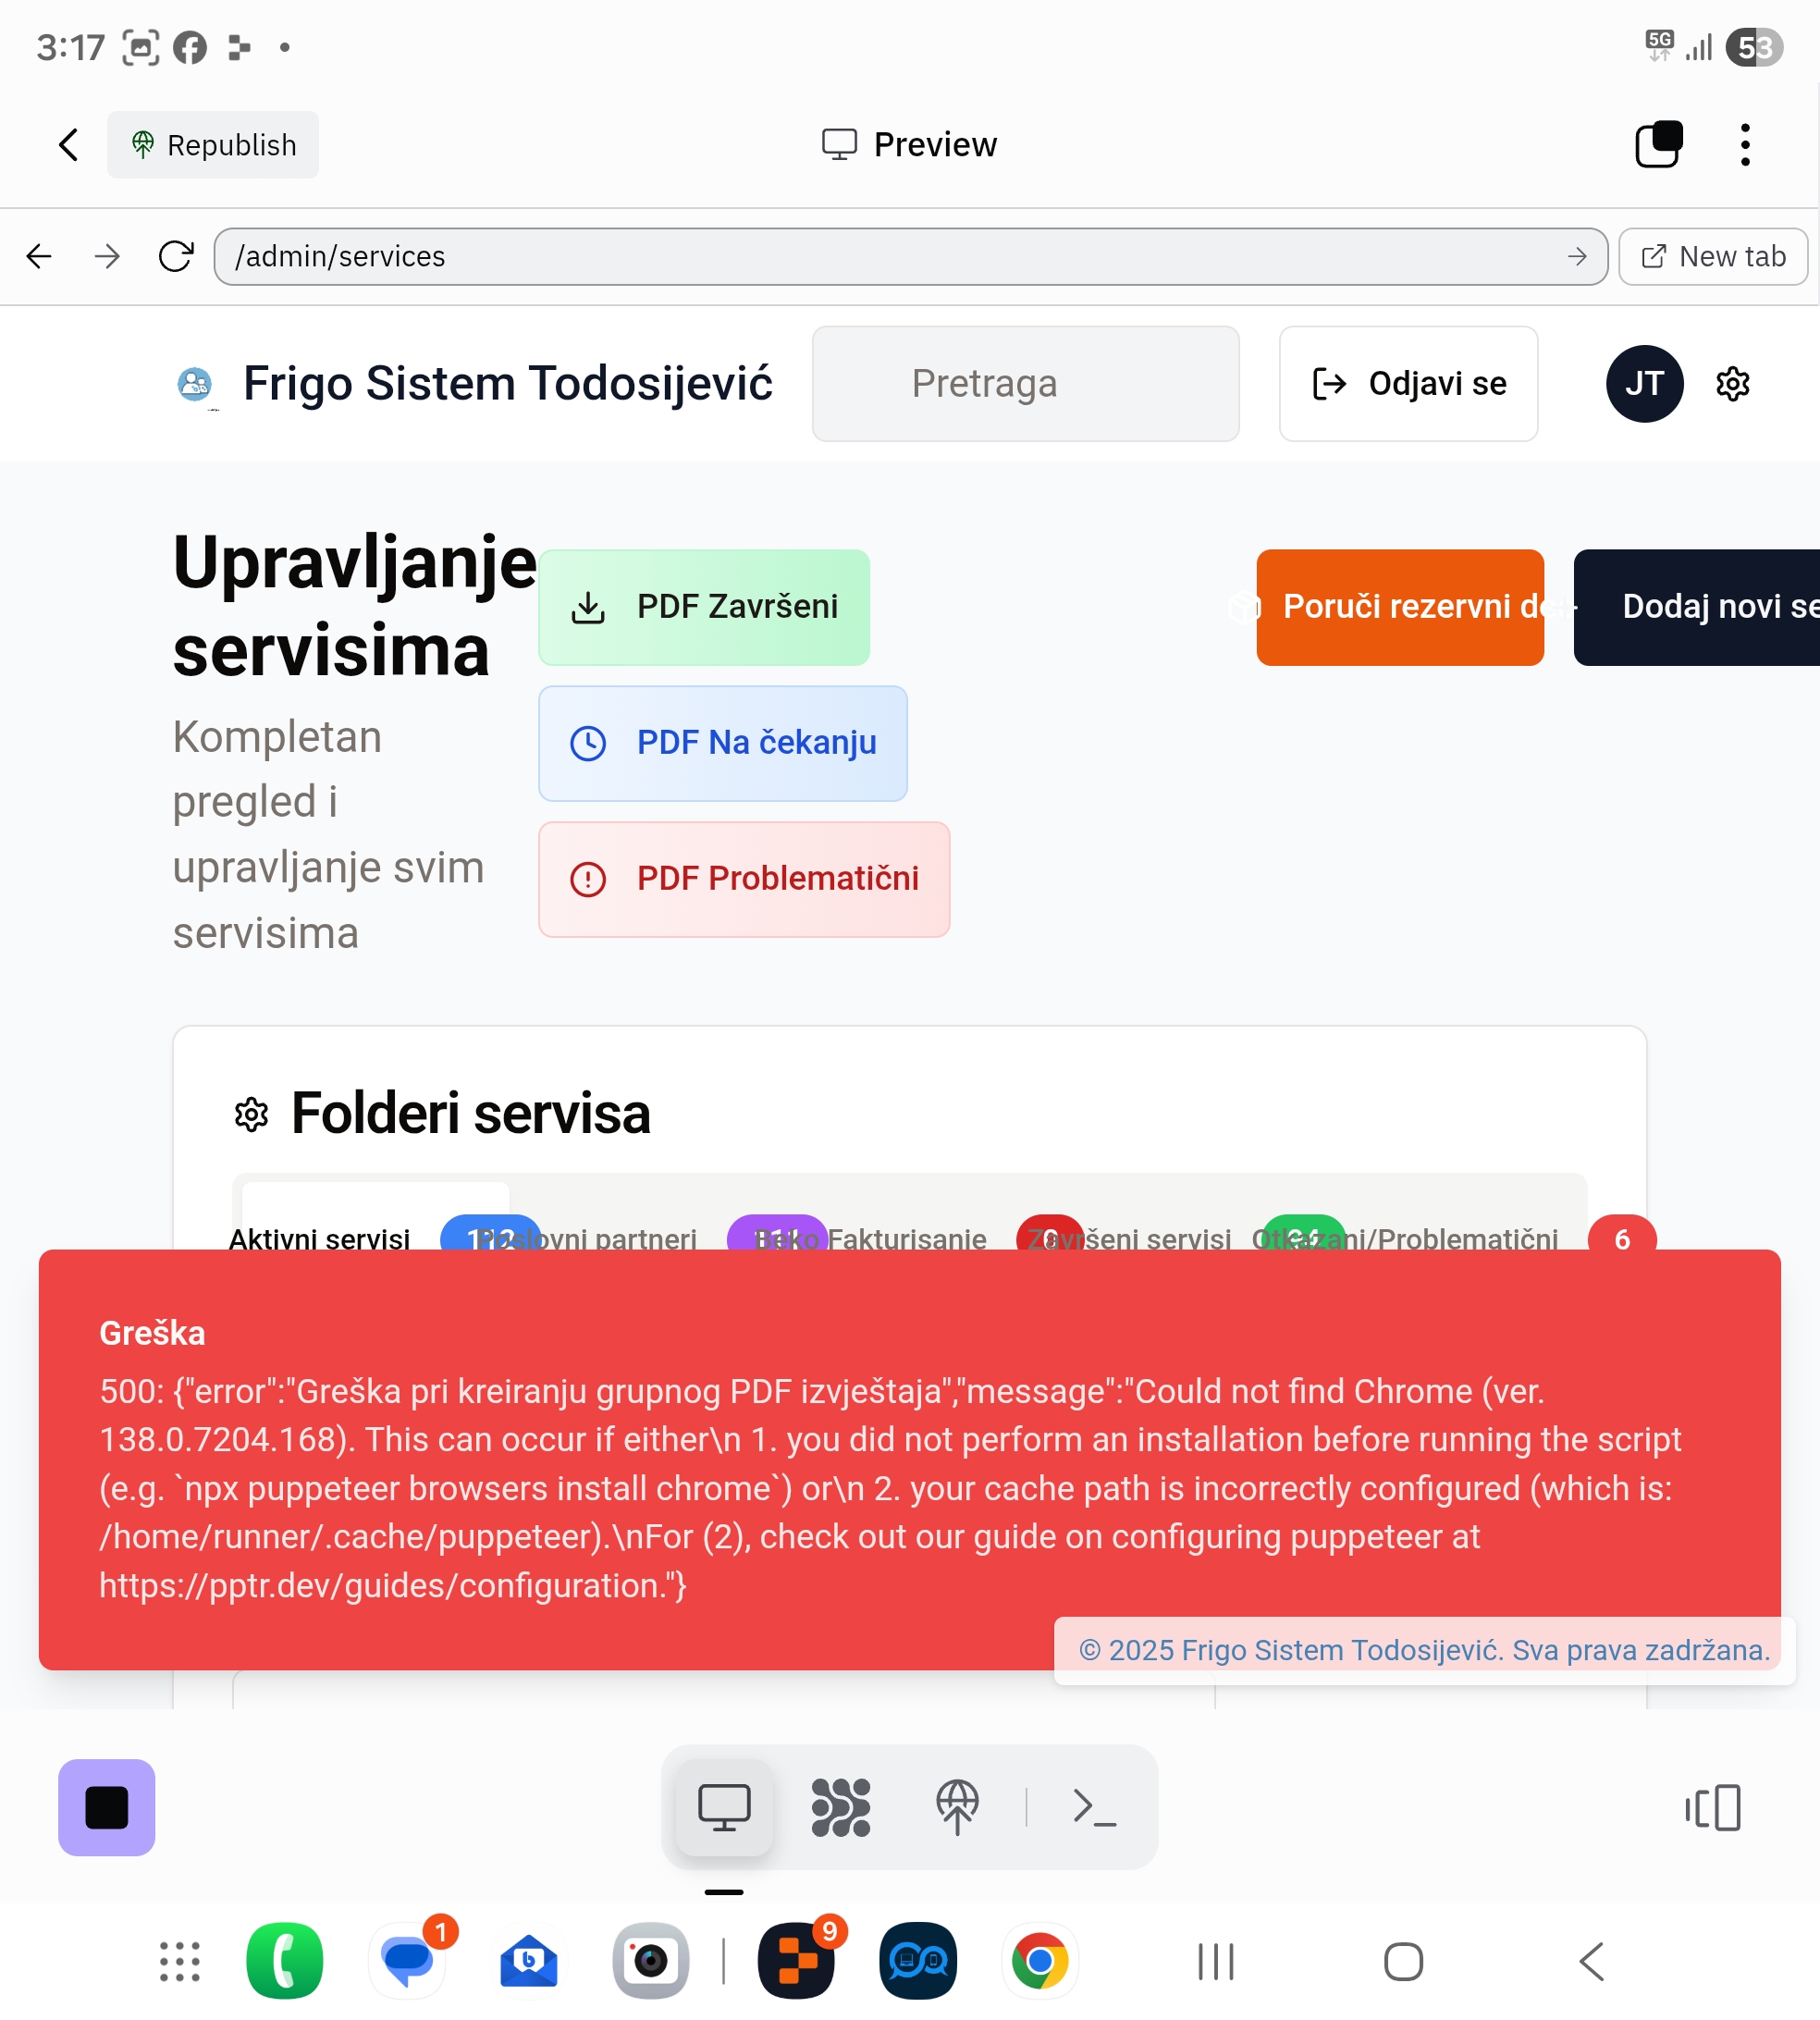 3:17
5G
53
Republish
Preview
/admin/services
New tab
Frigo Sistem Todosijević
Pretraga
Odjavi se
JT
Upravljanje
servisima
Kompletan
pregled i
upravljanje svim
servisima
PDF Završeni
PDF Na čekanju
PDF Problematični
Poruči rezervni de
Dodaj novi se
Folderi servisa
Aktivni servisi
Poslovni partneri
Beko Fakturisanje
Završeni servisi
Otkazani/Problematični
6
Greška
500: {"error":"Greška pri kreiranju grupnog PDF izvještaja","message":"Could not find Chrome (ver.
138.0.7204.168). This can occur if either\n 1. you did not perform an installation before running the script
(e.g. `npx puppeteer browsers install chrome`) or\n 2. your cache path is incorrectly configured (which is:
/home/runner/.cache/puppeteer).\nFor (2), check out our guide on configuring puppeteer at
https://pptr.dev/guides/configuration."}
© 2025 Frigo Sistem Todosijević. Sva prava zadržana.
1
9